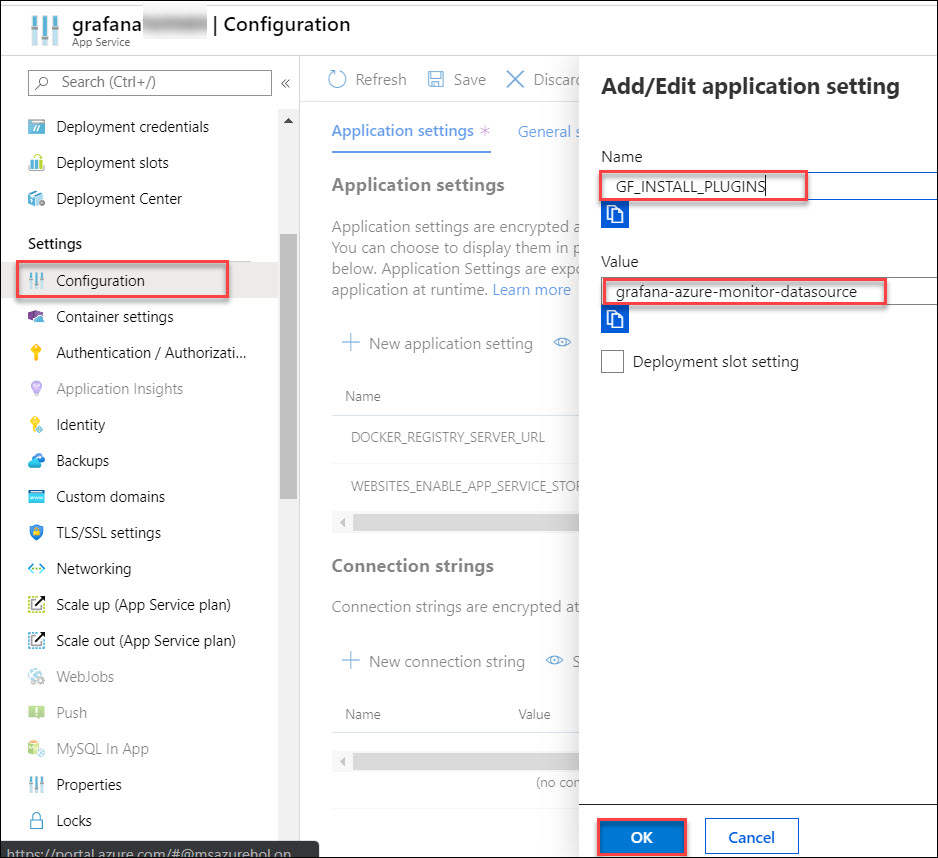 grafana | Configuration
App Service
Search (Ctrl+/)
«
Deployment credentials
Deployment slots
Deployment Center
Settings
Configuration
Container settings
Authentication / Authorizati...
Application Insights
Identity
Backups
Custom domains
TLS/SSL settings
Networking
Scale up (App Service plan)
Scale out (App Service plan)
WebJobs
Push
MySQL In App
Properties
Locks
https://portal.azure.com/#@msazurehol.on
Refresh
Save
Discard
Application settings *
General s
Application settings
Application settings are encrypted a
You can choose to display them in p
below. Application Settings are expo
application at runtime. Learn more
New application setting
Name
DOCKER_REGISTRY_SERVER_URL
WEBSITES_ENABLE_APP_SERVICE_STOR
Connection strings
Connection strings are encrypted at
New connection string
S
Name Value
(no con
Add/Edit application setting
Name
GF_INSTALL_PLUGINS
Value
grafana-azure-monitor-datasource
Deployment slot setting
OK
Cancel